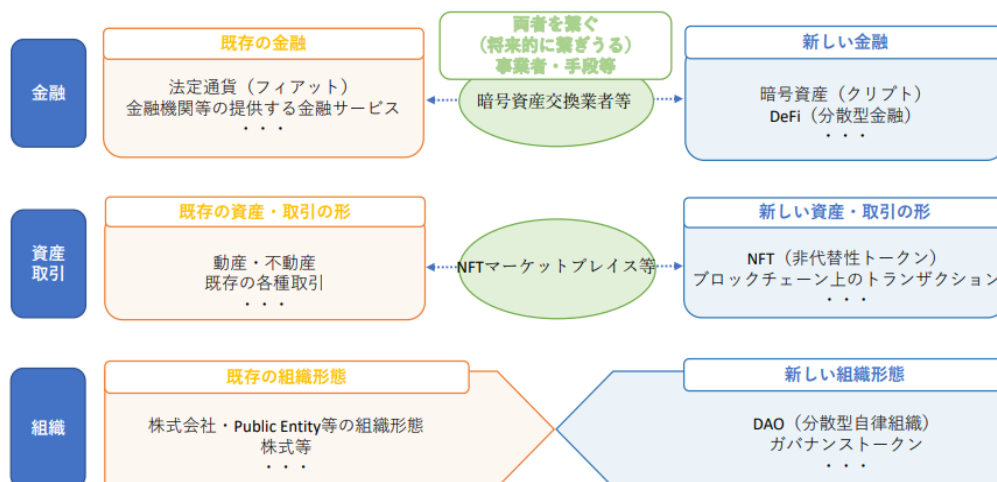 両者を繋ぐ
（将来的に繋ぎうる）
事業者・手段等
金融
既存の金融
法定通貨（フィアット）
金融機関等の提供する金融サービス
・・・
暗号資産交換業者等
新しい金融
暗号資産（クリプト）
DeFi（分散型金融）
・・・
資産
取引
既存の資産・取引の形
動産・不動産
既存の各種取引
・・・
NFTマーケットプレイス等
新しい資産・取引の形
NFT（非代替性トークン）
ブロックチェーン上のトランザクション
・・・
組織
既存の組織形態
株式会社・Public Entity等の組織形態
株式等
・・・
新しい組織形態
DAO（分散型自律組織）
ガバナンストークン
・・・